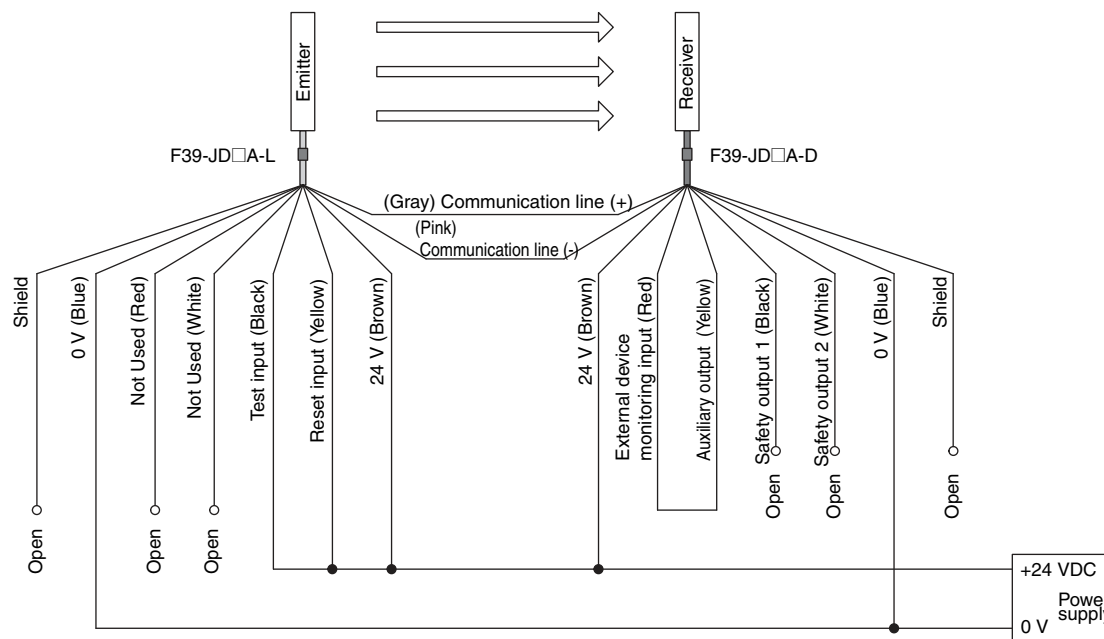 Emitter
Receiver
F39-JD□A-L
F39-JD□A-D
(Gray) Communication line (+)
(Pink)
Communication line (-)
Shield
0 V (Blue)
Not Used (Red)
Not Used (White)
Test input (Black)
Reset input (Yellow)
24 V (Brown)
24 V (Brown)
External device
monitoring input (Red)
Auxiliary output (Yellow)
Safety output 1 (Black)
Safety output 2 (White)
0 V (Blue)
Shield
Open
Open
Open
Open
Open
Open
+24 VDC
Power
supply
0 V